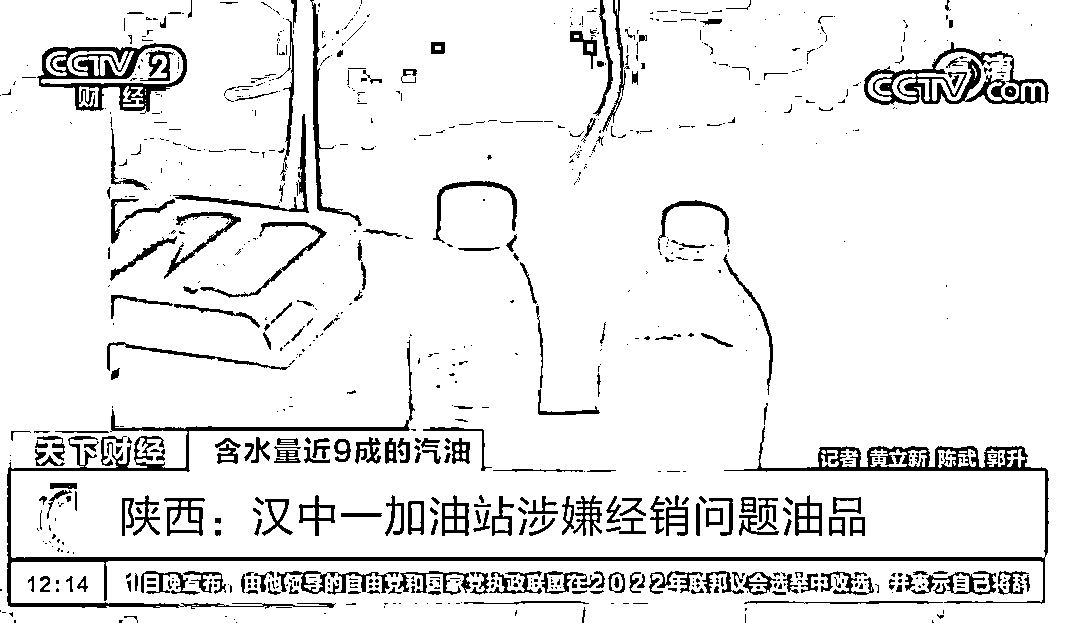 CCTV 2
财 经
高清
CCTV.com
天下财经
含水量近9成的汽油
记者 黄立新 陈武 郭升
陕西：汉中一加油站涉嫌经销问题油品
12:14
1日晚宣布，由他领导的自由党和国家党执政联盟在2022年联邦议会选举中败选，并表示自己将辞